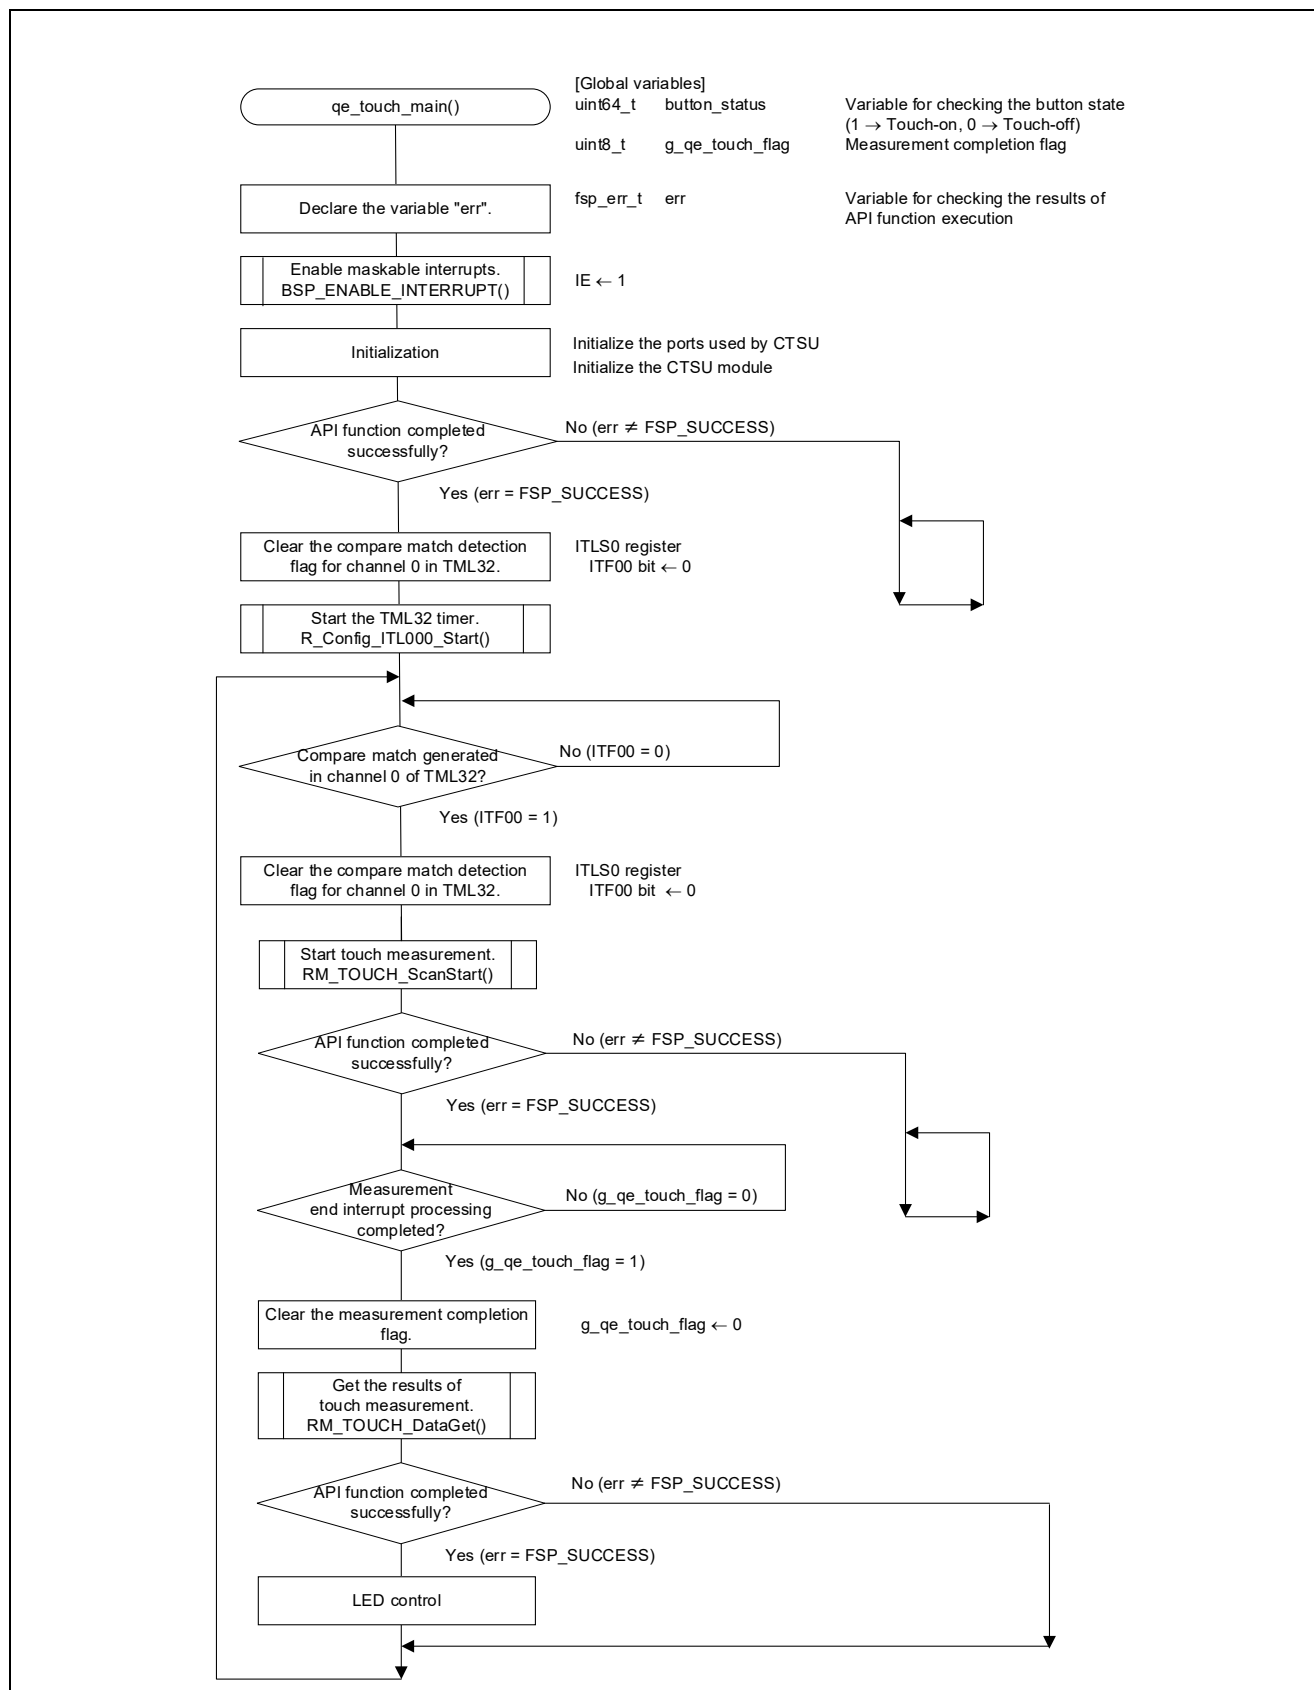 [Global variables]
qe_touch_main()
uint64_t button_status Variable for checking the button state
(1 → Touch-on, 0 → Touch-off)
uint8_t g_qe_touch_flag Measurement completion flag
Declare the variable "err".
fsp_err_t err Variable for checking the results of
API function execution
Enable maskable interrupts.
BSP_ENABLE_INTERRUPT()
IE ← 1
Initialization
Initialize the ports used by CTSU
Initialize the CTSU module
API function completed
successfully?
No (err ≠ FSP_SUCCESS)
Yes (err = FSP_SUCCESS)
Clear the compare match detection
flag for channel 0 in TML32.
ITLS0 register
ITF00 bit ← 0
Start the TML32 timer.
R_Config_ITL000_Start()
Compare match generated
in channel 0 of TML32?
No (ITF00 = 0)
Yes (ITF00 = 1)
Clear the compare match detection
flag for channel 0 in TML32.
ITLS0 register
ITF00 bit ← 0
Start touch measurement.
RM_TOUCH_ScanStart()
API function completed
successfully?
No (err ≠ FSP_SUCCESS)
Yes (err = FSP_SUCCESS)
Measurement
end interrupt processing
completed?
No (g_qe_touch_flag = 0)
Yes (g_qe_touch_flag = 1)
Clear the measurement completion
flag.
g_qe_touch_flag ← 0
Get the results of
touch measurement.
RM_TOUCH_DataGet()
API function completed
successfully?
No (err ≠ FSP_SUCCESS)
Yes (err = FSP_SUCCESS)
LED control